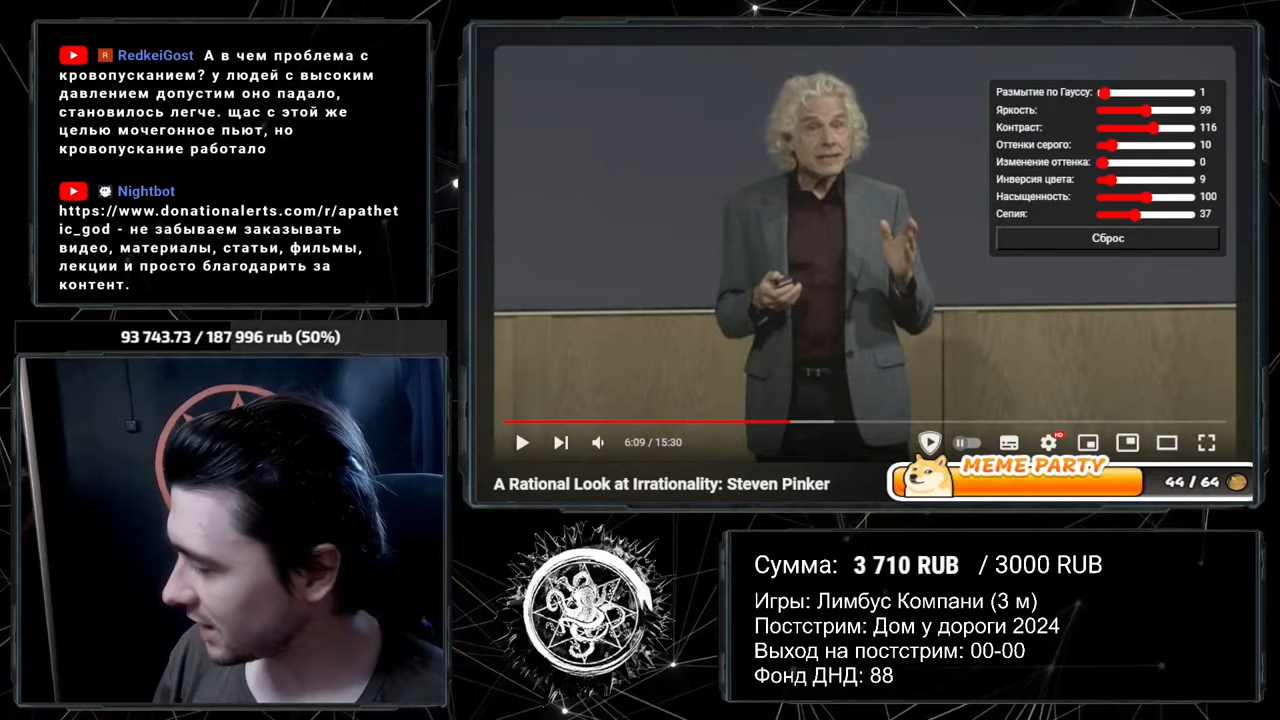 RedkeiGost А в чем проблема с
кровопусканием? у людей с высоким
давлением допустим оно падало,
становилось легче. щас с этой же
целью мочегонное пьют, но
кровопускание работало
Nightbot
https://www.donationalerts.com/r/apathet
ic_god - не забываем заказывать
видео, материалы, статьи, фильмы,
лекции и просто благодарить за
контент.
93 743.73 / 187 996 rub (50%)
Размытие по Гауссу: 1
Яркость: 99
Контраст: 116
Оттенки серого: 10
Изменение оттенка: 0
Инверсия цвета: 9
Насыщенность: 100
Сепия: 37
Сброс
6:09 / 15:30
HD
A Rational Look at Irrationality: Steven Pinker
MEME PARTY
44 / 64
Сумма: 3 710 RUB / 3000 RUB
Игры: Лимбус Компани (3 м)
Постстрим: Дом у дороги 2024
Выход на постстрим: 00-00
Фонд ДНД: 88